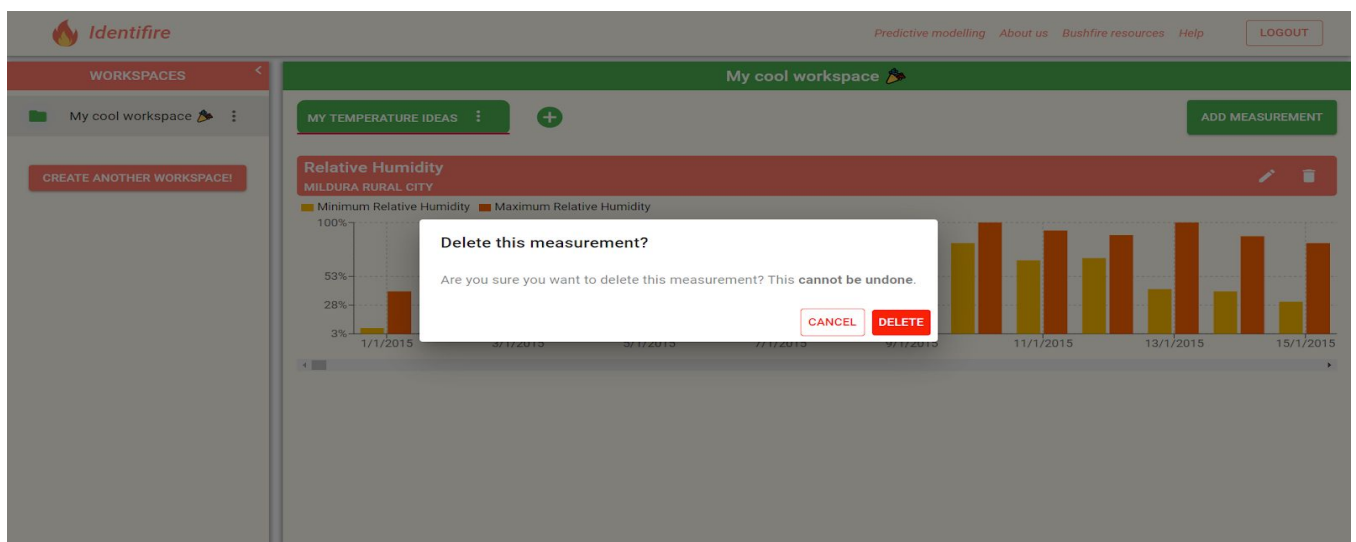 Identifire
Predictive modelling About us Bushfire resources Help LOGOUT
WORKSPACES
My cool workspace
CREATE ANOTHER WORKSPACE!
My cool workspace
MY TEMPERATURE IDEAS
ADD MEASUREMENT
Relative Humidity
MILDURA RURAL CITY
Minimum Relative Humidity Maximum Relative Humidity
100%
53%
28%
3%
1/1/2015 3/1/2015 5/1/2015 7/1/2015 9/1/2015 11/1/2015 13/1/2015 15/1/2015
Delete this measurement?
Are you sure you want to delete this measurement? This cannot be undone.
CANCEL DELETE